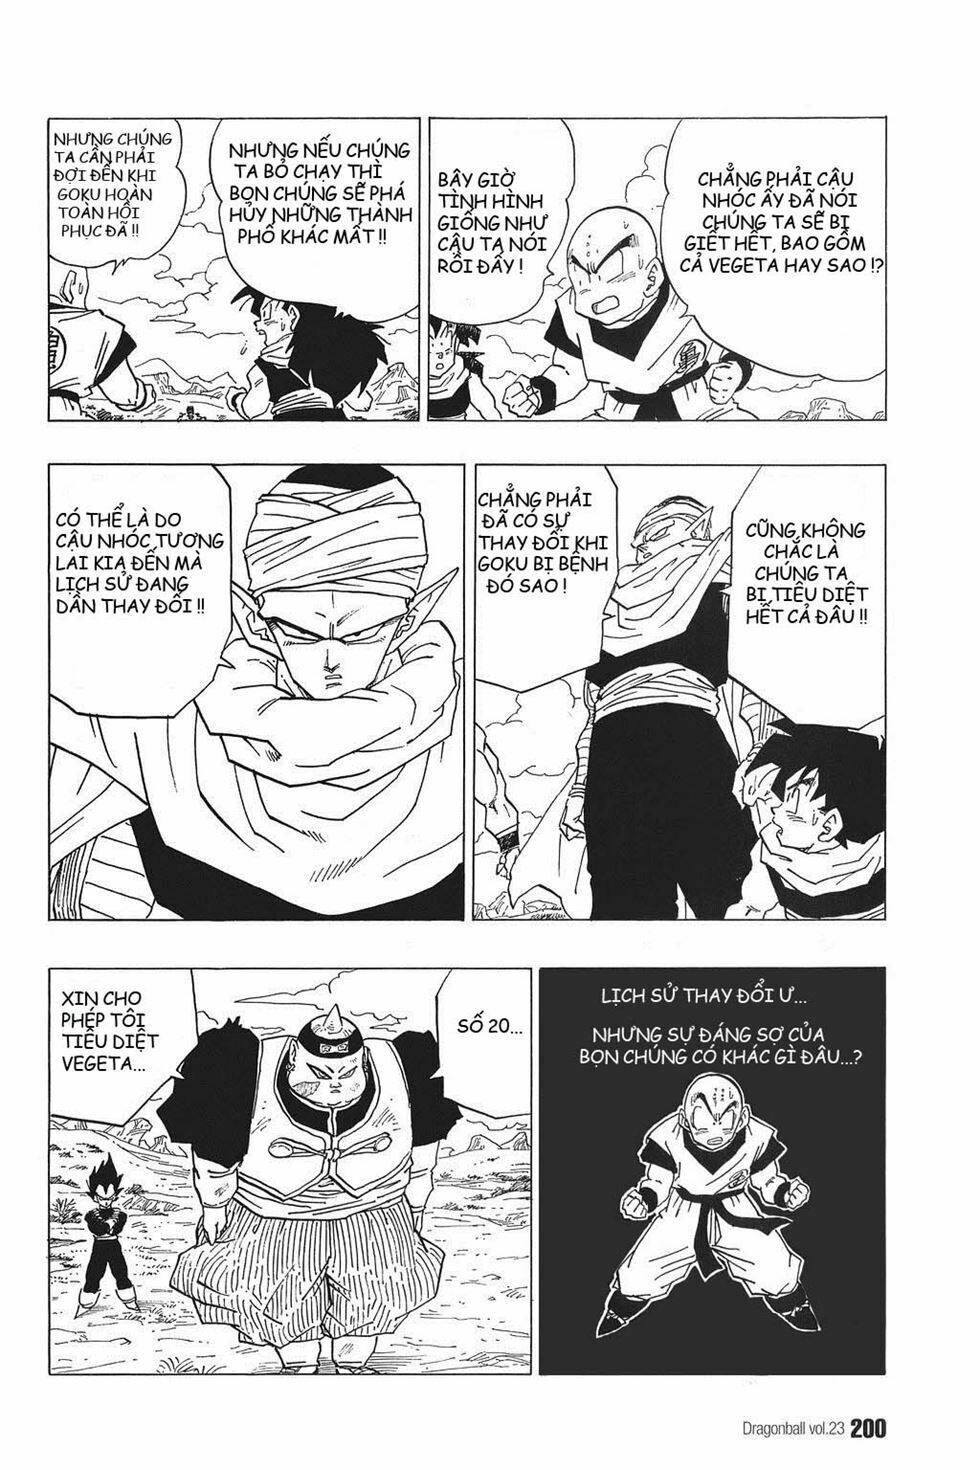 CHẲNG PHẢI CẬU
NHÓC ẤY ĐÃ NÓI
CHÚNG TA SẼ BỊ
GIẾT HẾT, BAO GỒM
CẢ VEGETA HAY SAO !?
BÂY GIỜ
TÌNH HÌNH
GIỐNG NHƯ
CẬU TA NÓI
RỒI ĐẤY !
NHƯNG NẾU CHÚNG
TA BỎ CHẠY THÌ
BỌN CHÚNG SẼ PHÁ
HỦY NHỮNG THÀNH
PHỐ KHÁC MẤT !!
NHƯNG CHÚNG
TA CẦN PHẢI
ĐỢI ĐẾN KHI
GOKU HOÀN
TOÀN HỒI
PHỤC ĐÃ !!
CŨNG KHÔNG
CHẮC LÀ
CHÚNG TA
BỊ TIÊU DIỆT
HẾT CẢ ĐÂU !!
CHẲNG PHẢI
ĐÃ CÓ SỰ
THAY ĐỔI KHI
GOKU BỊ BỆNH
ĐÓ SAO !
CÓ THỂ LÀ DO
CẬU NHÓC TƯƠNG
LAI KIA ĐẾN MÀ
LỊCH SỬ ĐANG
DẦN THAY ĐỔI !!
LỊCH SỬ THAY ĐỔI Ư...
NHƯNG SỰ ĐÁNG SỢ CỦA
BỌN CHÚNG CÓ KHÁC GÌ ĐÂU...?
SỐ 20...
XIN CHO
PHÉP TÔI
TIÊU DIỆT
VEGETA...
Dragonball vol.23 200